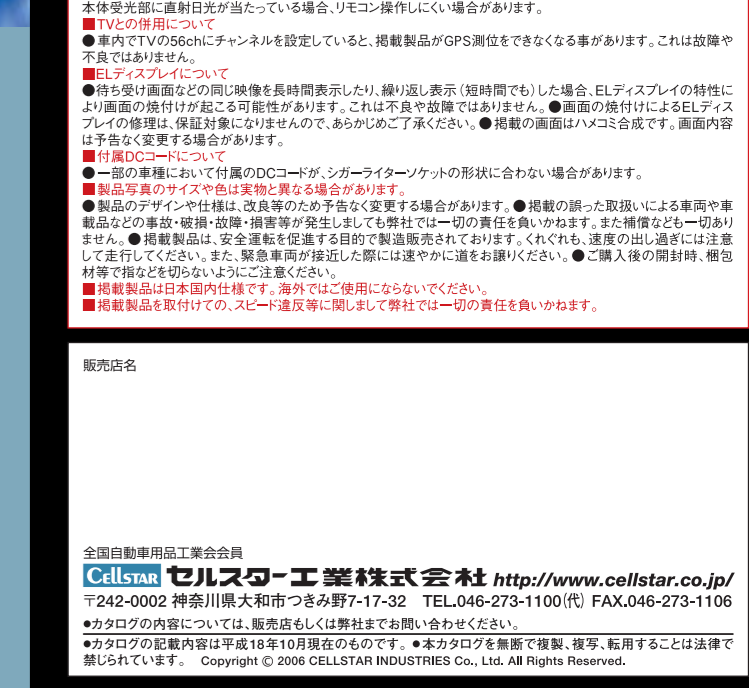 本体受光部に直射日光が当たっている場合、リモコン操作しにくい場合があります。
■TVとの併用について
●車内でTVの56chにチャンネルを設定していると、掲載製品がGPS測位をできなくなる事があります。これは故障や
不良ではありません。
■ELディスプレイについて
●待ち受け画面などの同じ映像を長時間表示したり、繰り返し表示（短時間でも）した場合、ELディスプレイの特性に
より画面の焼付けが起こる可能性があります。これは不良や故障ではありません。●画面の焼付けによるELディス
プレイの修理は、保証対象になりませんので、あらかじめご了承ください。●掲載の画面はハメコミ合成です。画面内容
は予告なく変更する場合があります。
■付属DCコードについて
●一部の車種において付属のDCコードが、シガーライターソケットの形状に合わない場合があります。
■製品写真のサイズや色は実物と異なる場合があります。
●製品のデザインや仕様は、改良等のため予告なく変更する場合があります。●掲載の誤った取扱いによる車両や車
載品などの事故・破損・故障・損害等が発生しましても弊社では一切の責任を負いかねます。また補償なども一切あり
ません。●掲載製品は、安全運転を促進する目的で製造販売されております。くれぐれも、速度の出し過ぎには注意
して走行してください。また、緊急車両が接近した際には速やかに道をお譲りください。●ご購入後の開封時、梱包
材等で指などを切らないようにご注意ください。
■掲載製品は日本国内仕様です。海外ではご使用にならないでください。
■掲載製品を取付けての、スピード違反等に関しまして弊社では一切の責任を負いかねます。
販売店名
全国自動車用品工業会会員
CELLSTAR セルスター工業株式会社 http://www.cellstar.co.jp/
〒242-0002 神奈川県大和市つきみ野7-17-32 TEL.046-273-1100(代) FAX.046-273-1106
●カタログの内容については、販売店もしくは弊社までお問い合わせください。
●カタログの記載内容は平成18年10月現在のものです。●本カタログを無断で複製、複写、転用することは法律で
禁じられています。 Copyright © 2006 CELLSTAR INDUSTRIES Co., Ltd. All Rights Reserved.